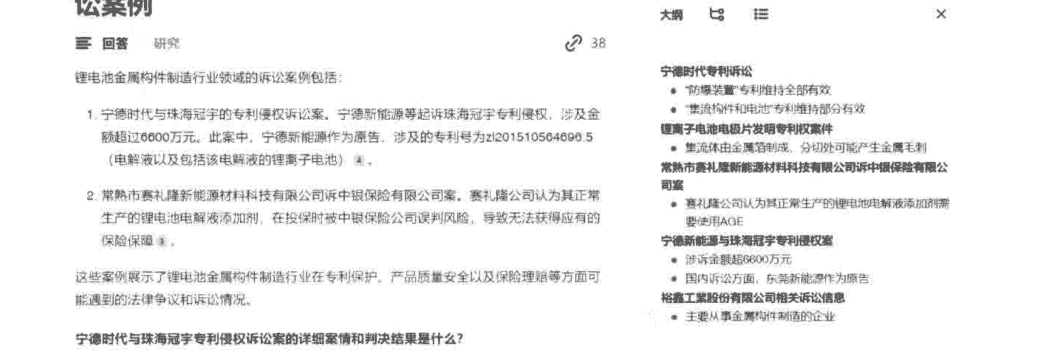 讼案例
回答 研究 38
锂电池金属构件制造行业领域的诉讼案例包括：
1. 宁德时代与珠海冠宇的专利侵权诉讼案。宁德新能源等起诉珠海冠宇专利侵权，涉及金
额超过6600万元。此案中，宁德新能源作为原告，涉及的专利号为zl201510564696.5
（电解液以及包括该电解液的锂离子电池）④。
2. 常熟市赛礼隆新能源材料科技有限公司诉中银保险有限公司案。赛礼隆公司认为其正常
生产的锂电池电解液添加剂，在投保时被中银保险公司误判风险，导致无法获得应有的
保险保障③。
这些案例展示了锂电池金属构件制造行业在专利保护、产品质量安全以及保险理赔等方面可
能遇到的法律争议和诉讼情况。
宁德时代与珠海冠宇专利侵权诉讼案的详细案情和判决结果是什么？
大纲
宁德时代专利诉讼
• “防爆装置”专利维持全部有效
• “集流构件和电池”专利维持部分有效
锂离子电池电极片发明专利权案件
• 集流体由金属箔制成，分切处可能产生金属毛刺
常熟市赛礼隆新能源材料科技有限公司诉中银保险有限公
司案
• 赛礼隆公司认为其正常生产的锂电池电解液添加剂需
要使用AGE
宁德新能源与珠海冠宇专利侵权案
• 涉诉金额超6600万元
• 国内诉讼方面，东莞新能源作为原告
裕鑫工業股份有限公司相关诉讼信息
• 主要从事金属构件制造的企业